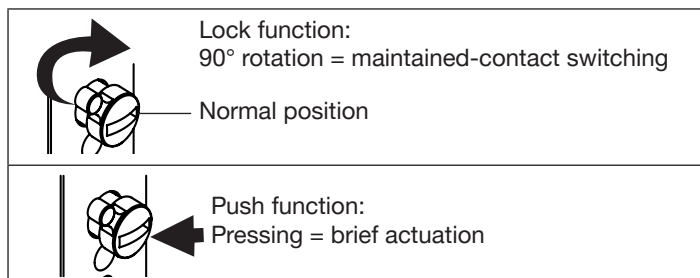 Lock function:
90° rotation = maintained-contact switching
Normal position
Push function:
Pressing = brief actuation